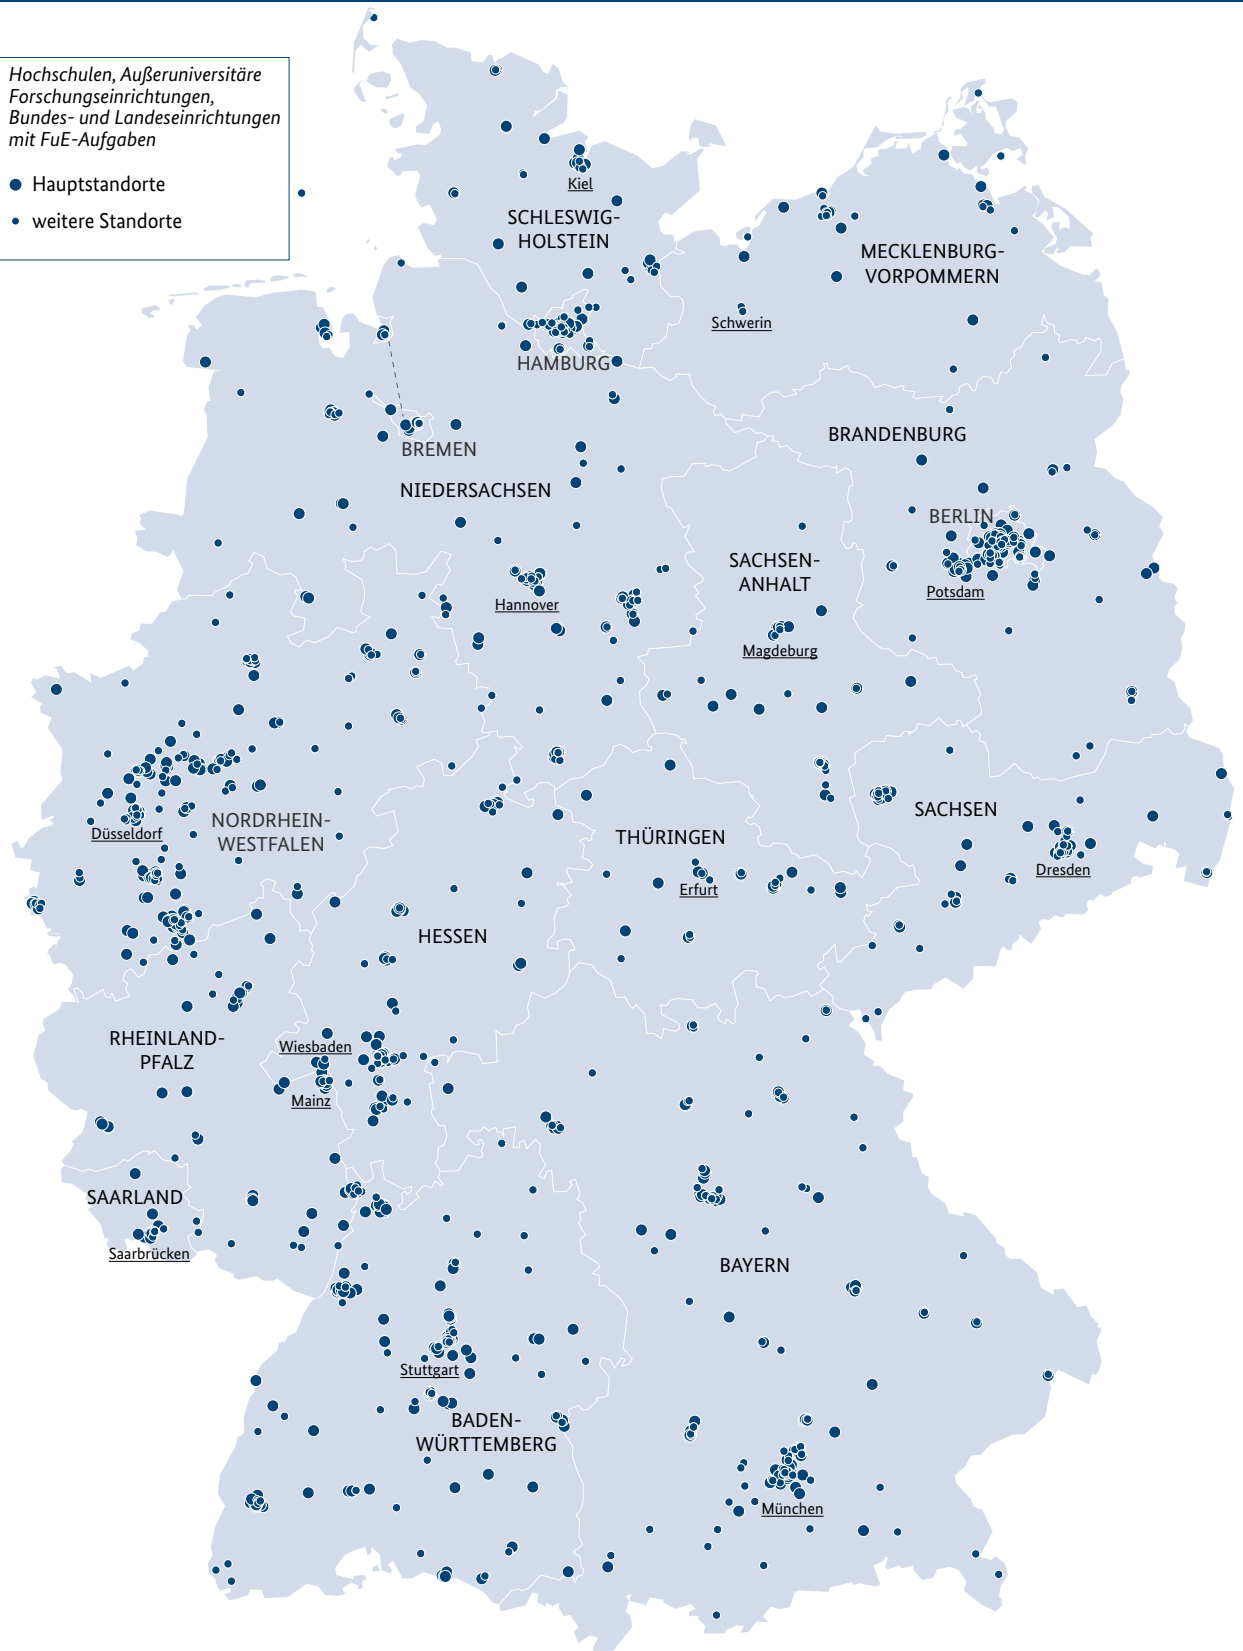 Hochschulen, Außeruniversitäre
Forschungseinrichtungen,
Bundes- und Landeseinrichtungen
mit FuE-Aufgaben
Hauptstandorte
weitere Standorte
Kiel
SCHLESWIG-
HOLSTEIN
MECKLENBURG-
VORPOMMERN
Schwerin
HAMBURG
BRANDENBURG
BREMEN
NIEDERSACHSEN
BERLIN
SACHSEN-
ANHALT
Potsdam
Hannover
Magdeburg
SACHSEN
NORDRHEIN-
WESTFALEN
Düsseldorf
THÜRINGEN
Dresden
Erfurt
HESSEN
RHEINLAND-
PFALZ
Wiesbaden
Mainz
SAARLAND
Saarbrücken
BAYERN
Stuttgart
BADEN-
WÜRTTEMBERG
München